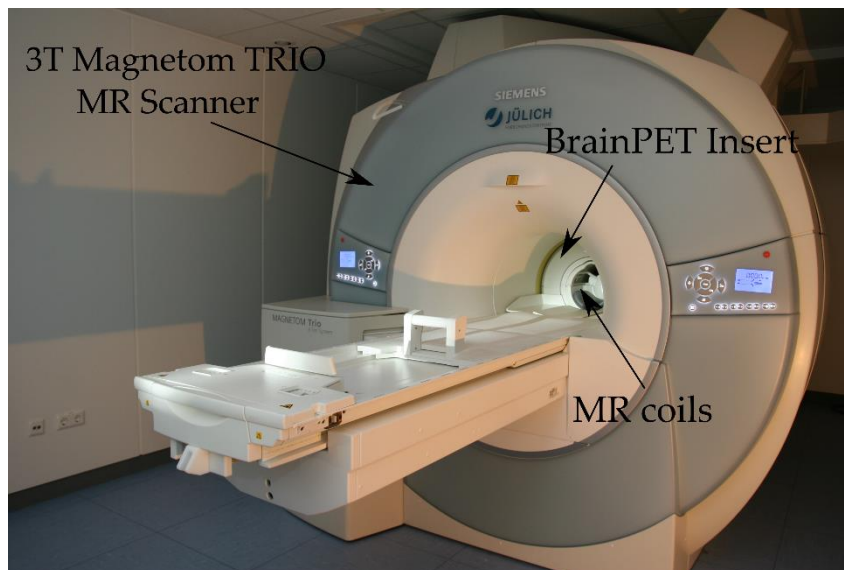 3T Magnetom TRIO
MR Scanner
SIEMENS
JÜLICH
BrainPET Insert
MAGNETOM Trio
MR coils